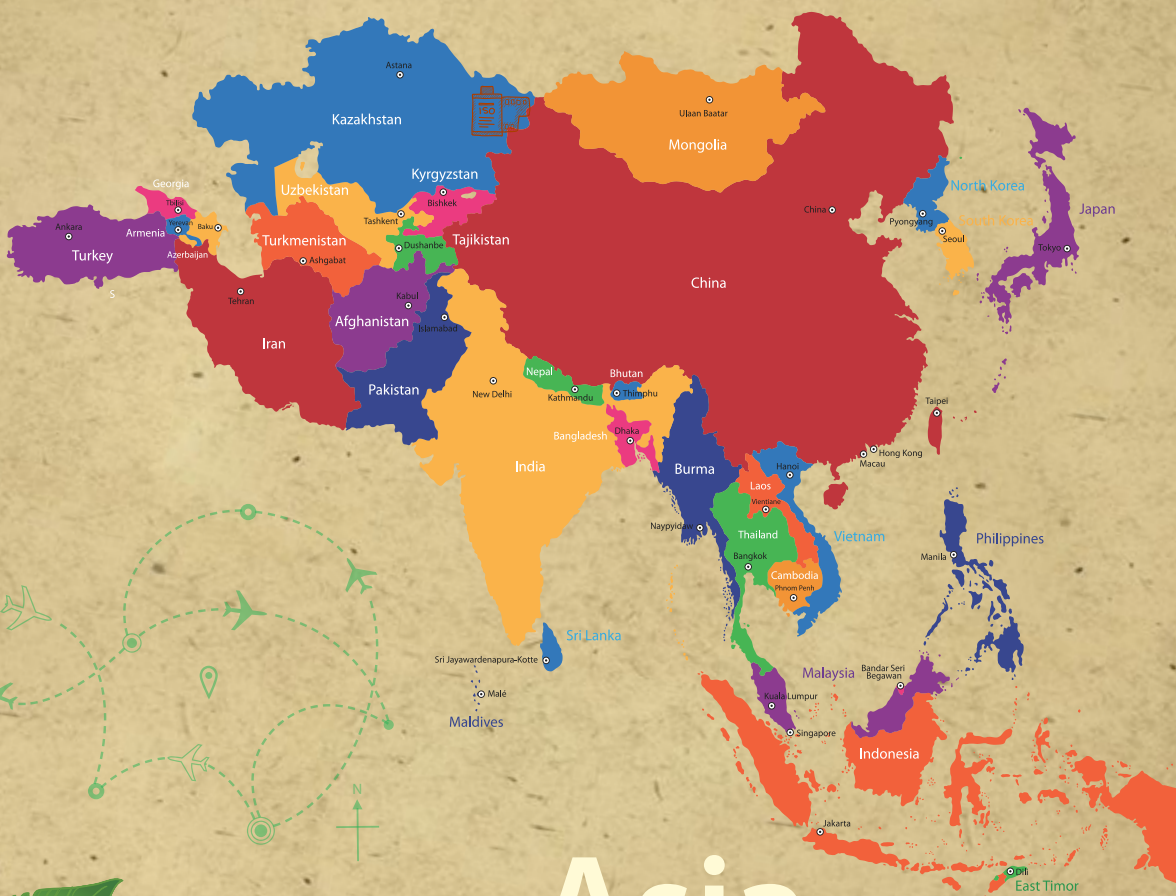 Astana
Kazakhstan
ISO
Ulaan Baatar
Mongolia
Kyrgyzstan
Bishkek
Uzbekistan
Tashkent
Georgia
Tbilisi
Yerevan
Baku
Armenia
Azerbaijan
Ankara
Turkey
S
Turkmenistan
Ashgabat
Dushanbe
Tajikistan
China
North Korea
Pyongyang
South Korea
Seoul
Japan
Tokyo
Tehran
Iran
Kabul
Afghanistan
Islamabad
Pakistan
China
Nepal
Kathmandu
Bhutan
Thimphu
New Delhi
India
Bangladesh
Dhaka
Burma
Naypyidaw
Taipei
Hong Kong
Macau
Hanoi
Laos
Vientiane
Thailand
Bangkok
Vietnam
Cambodia
Phnom Penh
Philippines
Manila
Sri Lanka
Sri Jayawardenapura-Kotte
Malé
Maldives
Malaysia
Bandar Seri
Begawan
Kuala Lumpur
Singapore
Indonesia
Jakarta
Dili
East Timor
N
Asia